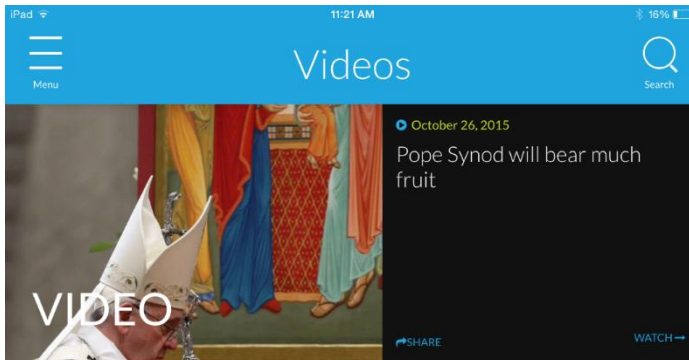 iPad 11:21 AM 16%
Menu
Videos
Search
October 26, 2015
Pope Synod will bear much
fruit
VIDEO
SHARE
WATCH